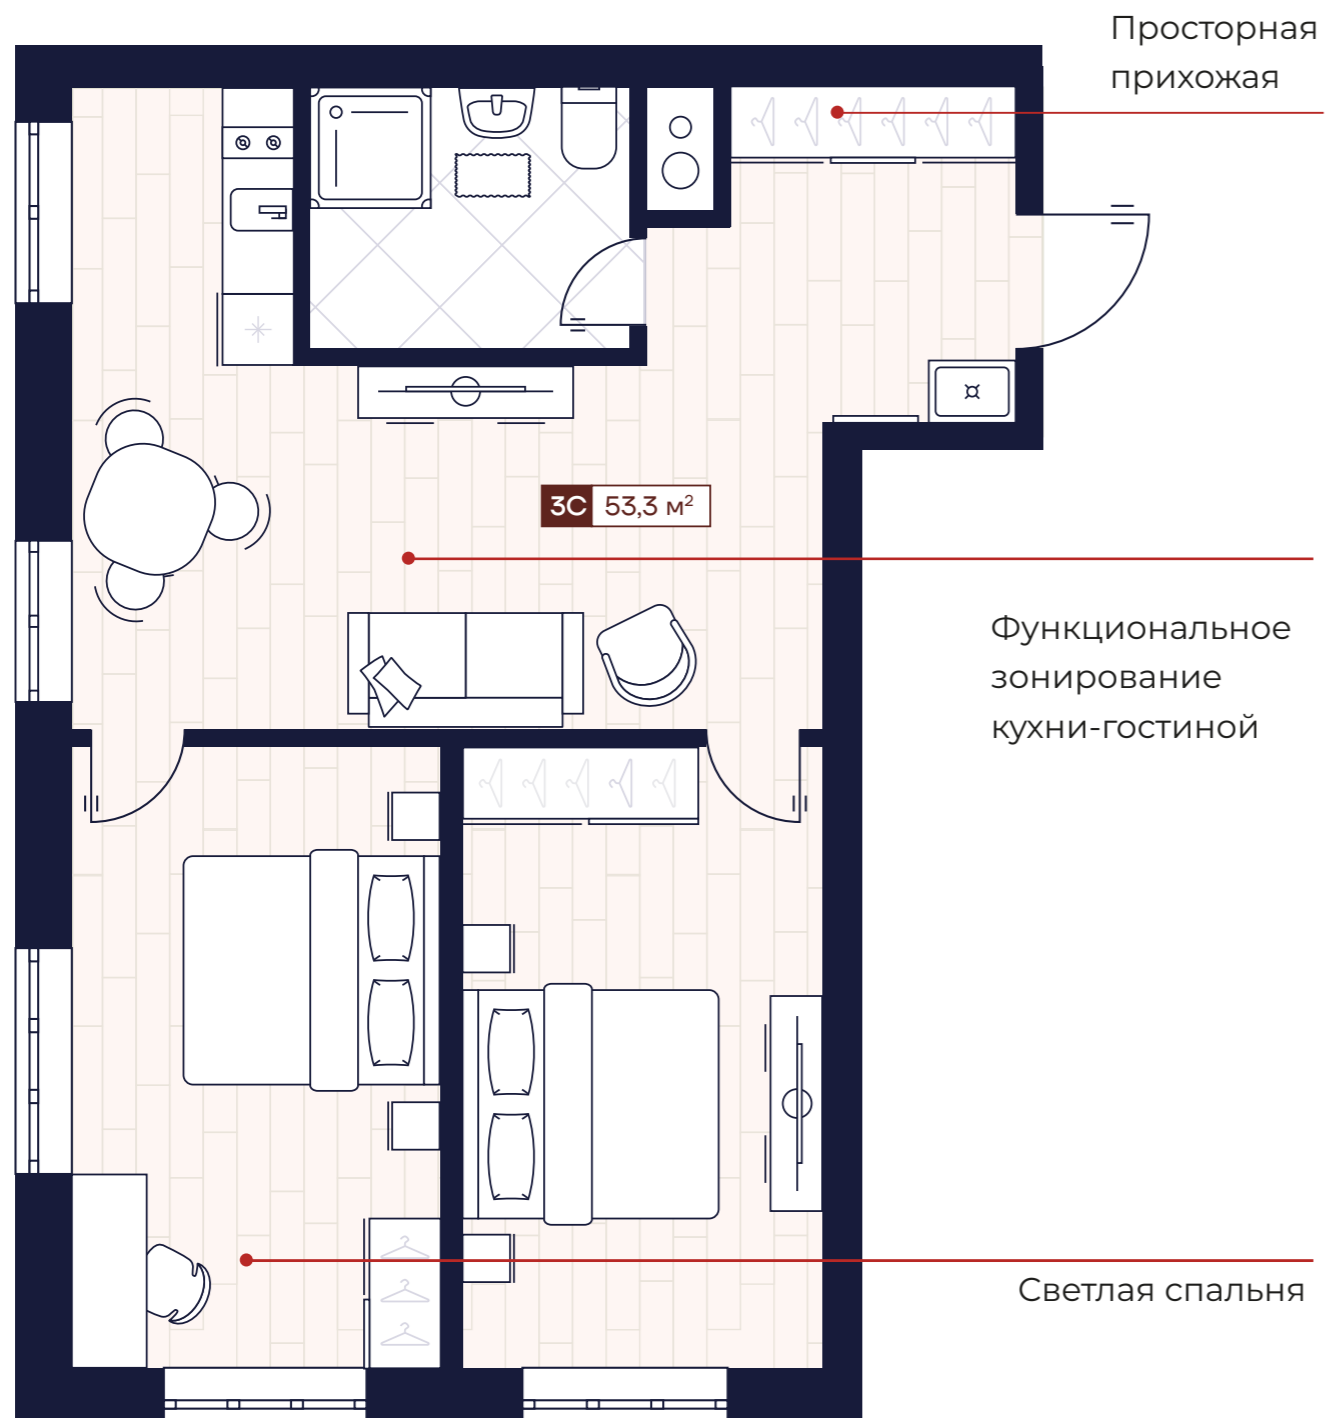 Просторная
прихожая
3С 53,3 м²
Функциональное
зонирование
кухни-гостиной
Светлая спальня